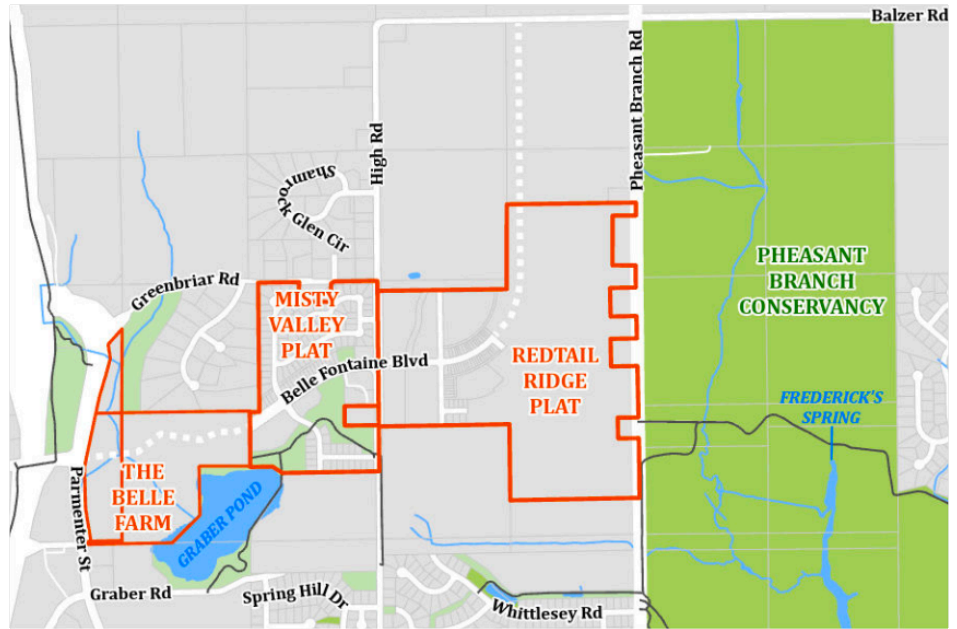 Balzer Rd
Pheasant Branch Rd
High Rd
Shamrock Glen Cir
Greenbriar Rd
PHEASANT
BRANCH
CONSERVANCY
MISTY
VALLEY
PLAT
Belle Fontaine Blvd
REDTAIL
RIDGE
PLAT
FREDERICK'S
SPRING
THE
BELLE
FARM
Parmenter St
GRABER POND
Graber Rd
Spring Hill Dr
Whittlesey Rd